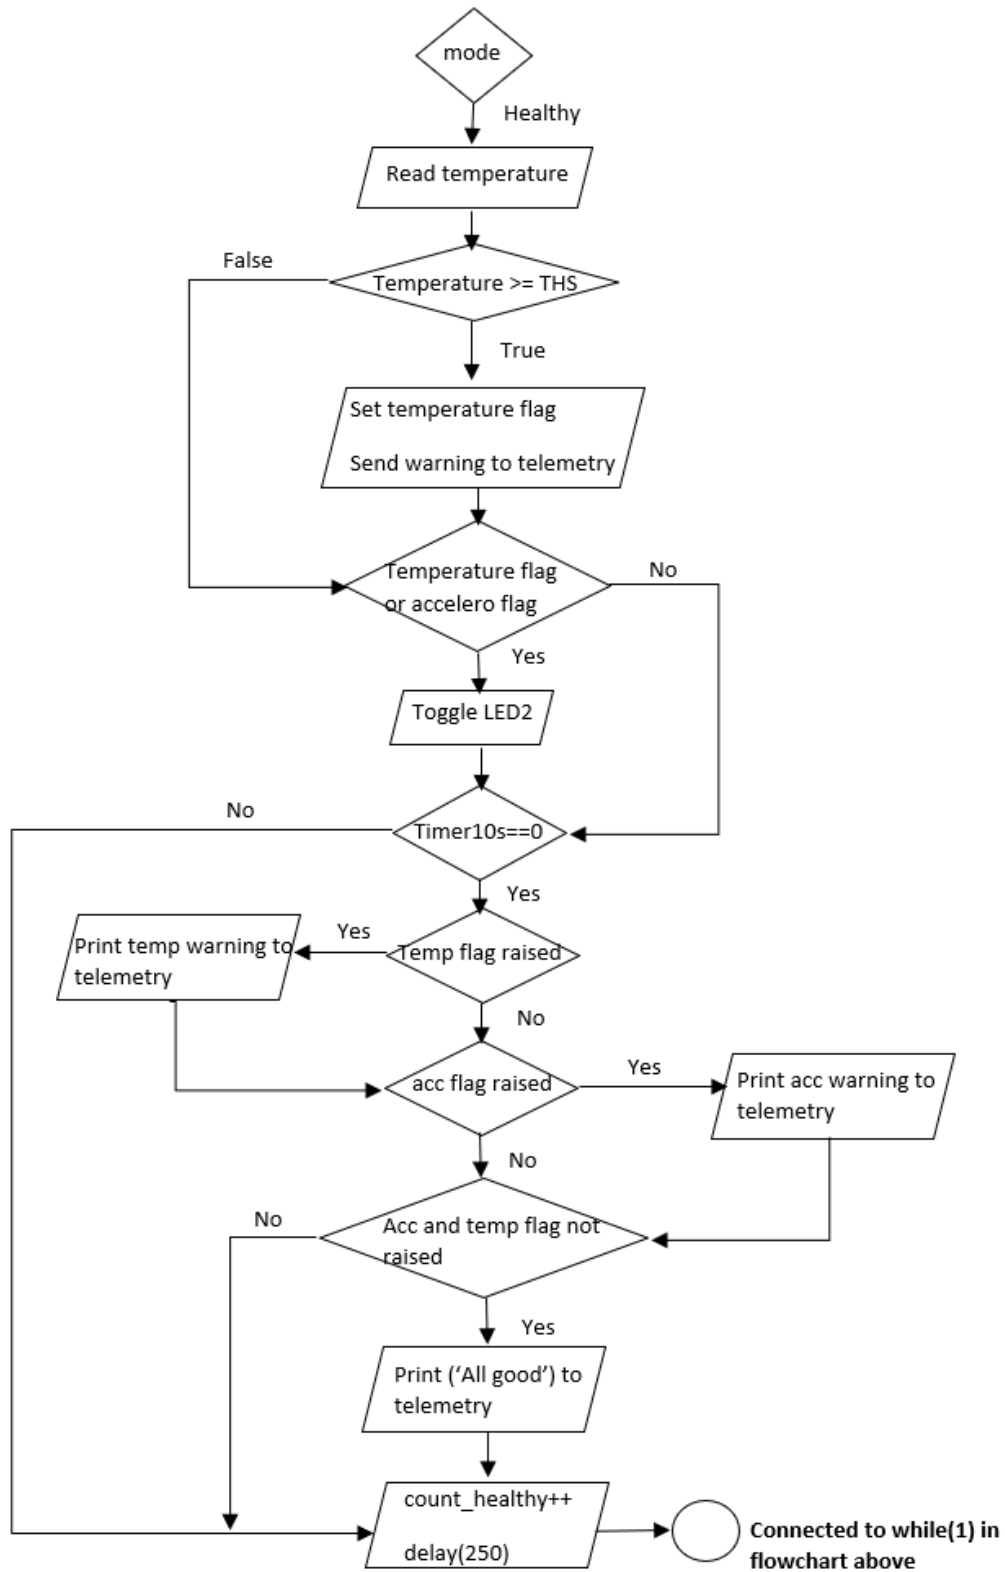 mode
Healthy
Read temperature
False
Temperature >= THS
True
Set temperature flag
Send warning to telemetry
Temperature flag
or accelero flag
No
Yes
Toggle LED2
No
Timer10s==0
Yes
Print temp warning to
telemetry
Yes
Temp flag raised
No
acc flag raised
Yes
Print acc warning to
telemetry
No
No
Acc and temp flag not
raised
Yes
Print (‘All good’) to
telemetry
count_healthy++
delay(250)
Connected to while(1) in
flowchart above